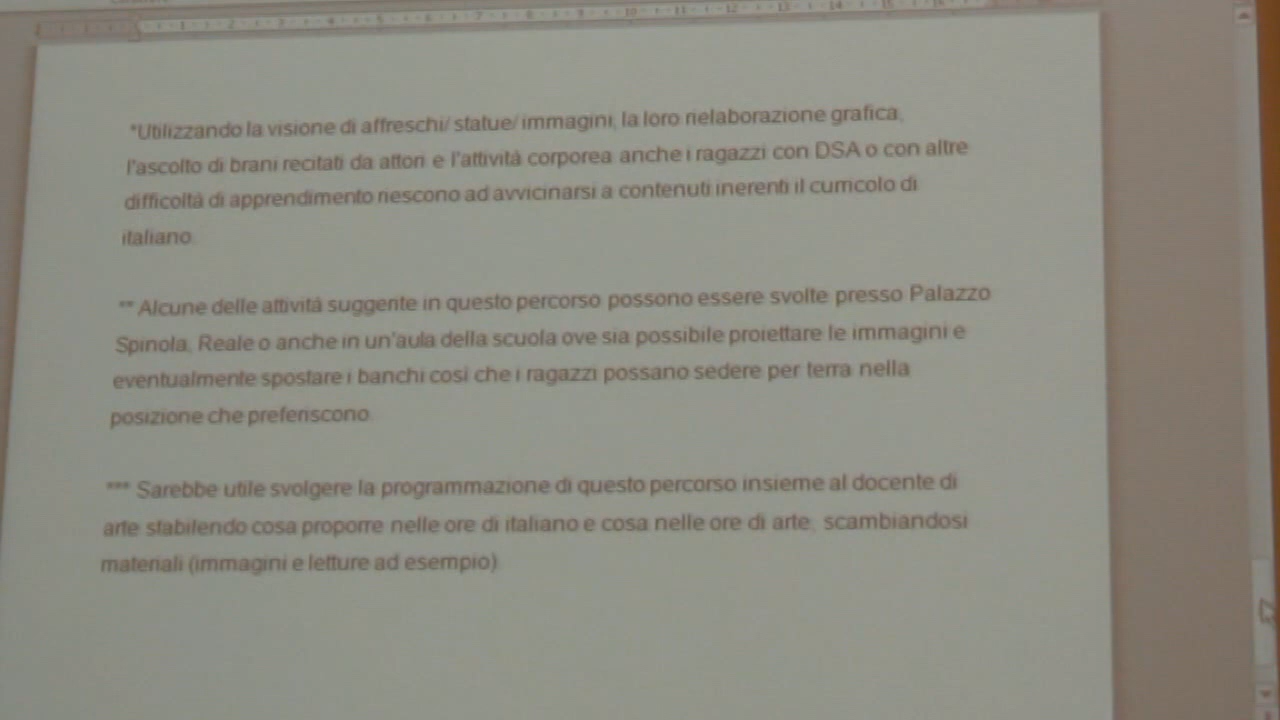 *Utilizzando la visione di affreschi/ statue/ immagini, la loro rielaborazione grafica,
l'ascolto di brani recitati da attori e l'attività corporea anche i ragazzi con DSA o con altre
difficoltà di apprendimento riescono ad avvicinarsi a contenuti inerenti il curricolo di
italiano.
** Alcune delle attività suggerite in questo percorso possono essere svolte presso Palazzo
Spinola, Reale o anche in un'aula della scuola ove sia possibile proiettare le immagini e
eventualmente spostare i banchi così che i ragazzi possano sedere per terra nella
posizione che preferiscono.
*** Sarebbe utile svolgere la programmazione di questo percorso insieme al docente di
arte stabilendo cosa proporre nelle ore di italiano e cosa nelle ore di arte, scambiandosi
materiali (immagini e letture ad esempio).